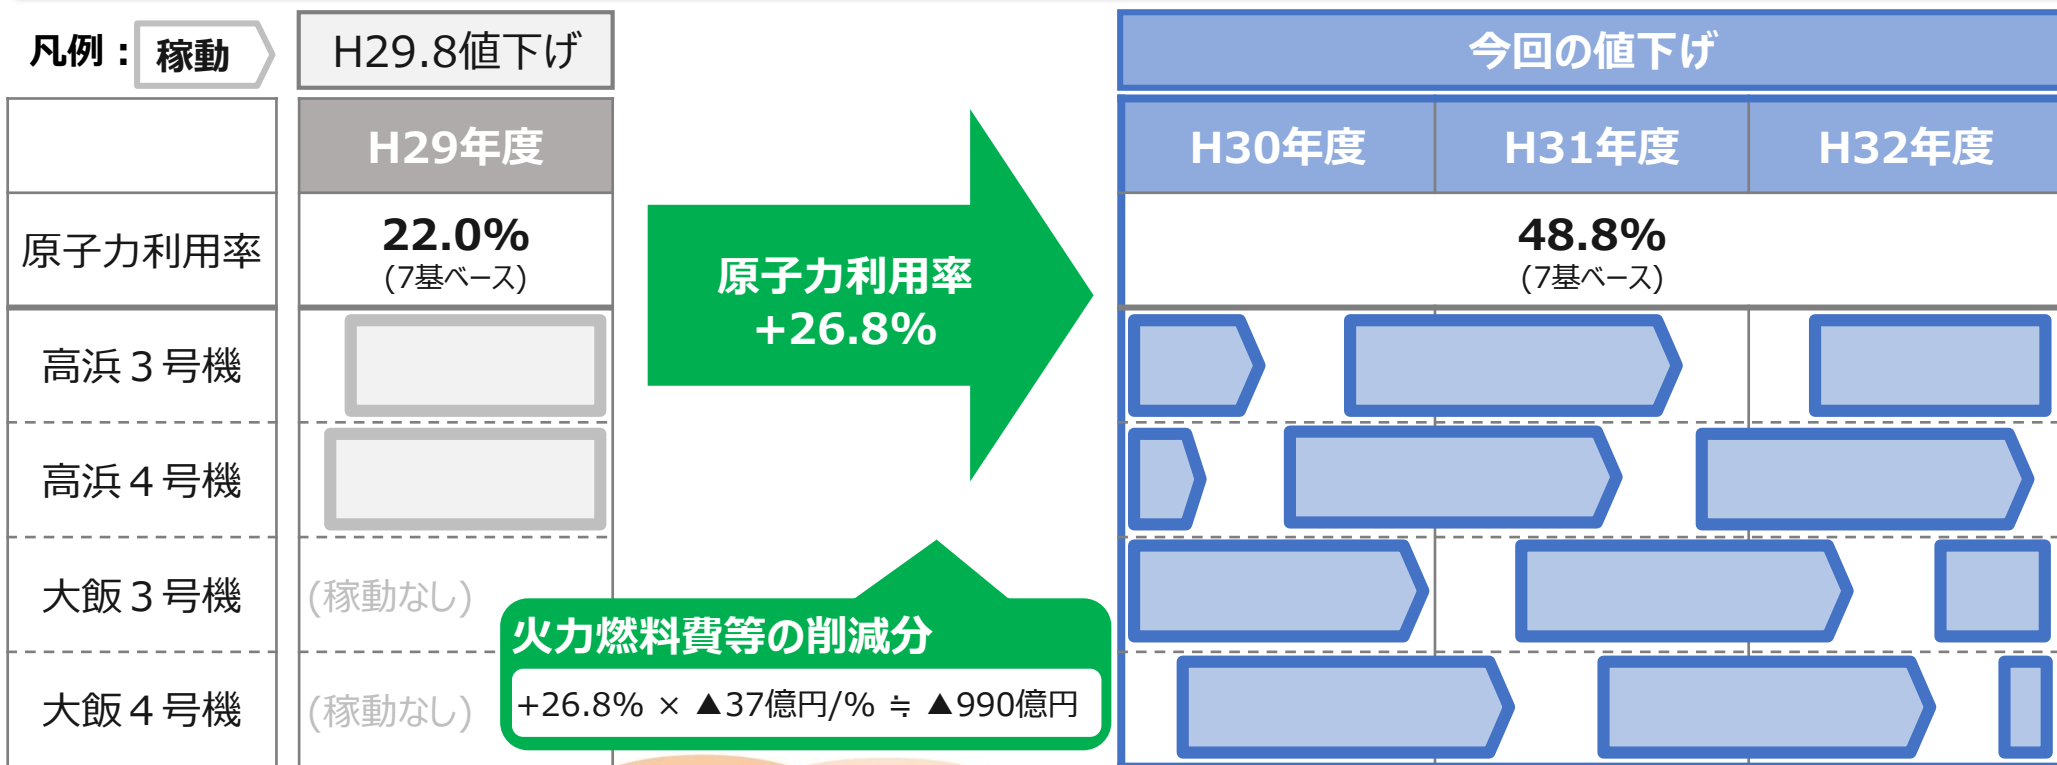 凡例：稼動
H29.8値下げ
今回の値下げ
H29年度
H30年度
H31年度
H32年度
原子力利用率
22.0%
(7基ベース)
原子力利用率
+26.8%
48.8%
(7基ベース)
高浜３号機
高浜４号機
大飯３号機
(稼動なし)
大飯４号機
(稼動なし)
火力燃料費等の削減分
+26.8% × ▲37億円/% ≒ ▲990億円